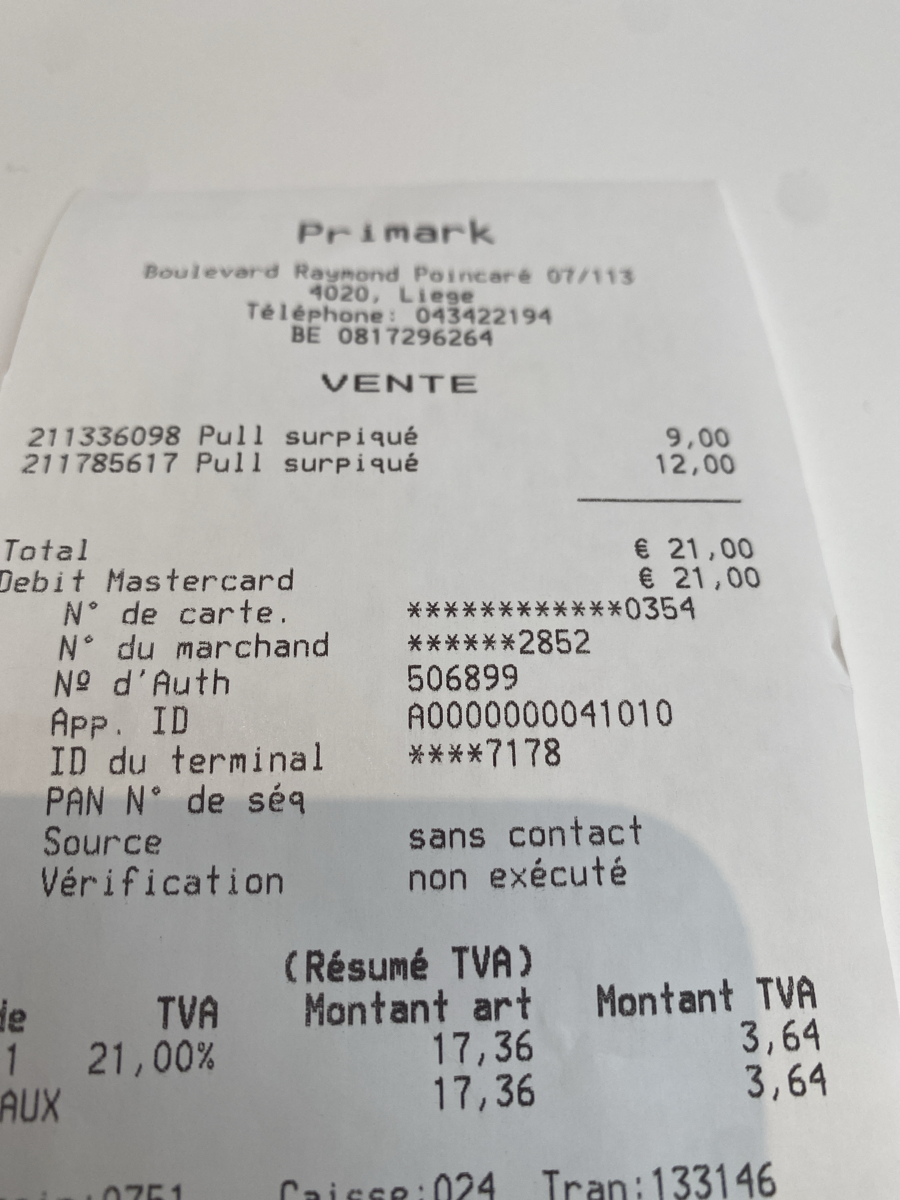 Primark
Boulevard Raymond Poincaré 07/113
4020, Liege
Téléphone: 043422194
BE 0817296264
VENTE
211336098 Pull surpiqué 9,00
211785617 Pull surpiqué 12,00
Total € 21,00
Debit Mastercard € 21,00
N° de carte. ************0354
N° du marchand ******2852
Nº d'Auth 506899
App. ID A0000000041010
ID du terminal ****7178
PAN N° de séq
Source sans contact
Vérification non exécuté
(Résumé TVA)
de TVA Montant art Montant TVA
1 21,00% 17,36 3,64
AUX 17,36 3,64
:0751 Caisse:024 Tran:133146